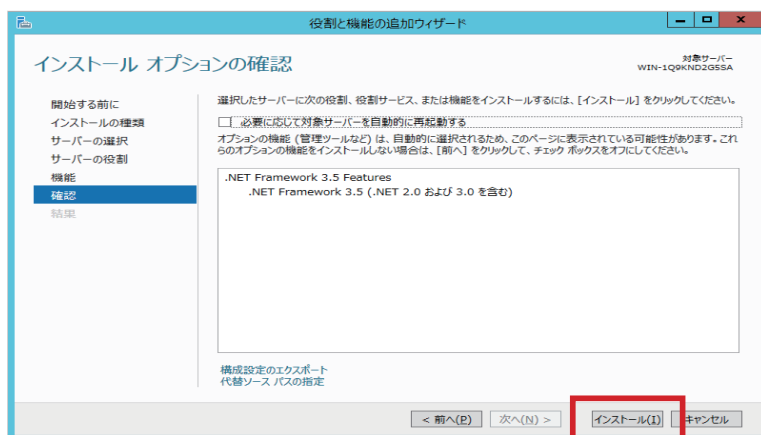 役割と機能の追加ウィザード
インストール オプションの確認
対象サーバー
WIN-1Q9KND2G5SA
開始する前に
インストールの種類
サーバーの選択
サーバーの役割
機能
確認
結果
選択したサーバーに次の役割、役割サービス、または機能をインストールするには、[インストール] をクリックしてください。
必要に応じて対象サーバーを自動的に再起動する
オプションの機能 (管理ツールなど) は、自動的に選択されるため、このページに表示されている可能性があります。これ
らのオプションの機能をインストールしない場合は、[前へ] をクリックして、チェック ボックスをオフにしてください。
.NET Framework 3.5 Features
.NET Framework 3.5 (.NET 2.0 および 3.0 を含む)
構成設定のエクスポート
代替ソース パスの指定
< 前へ(P) 次へ(N) > インストール(I) キャンセル